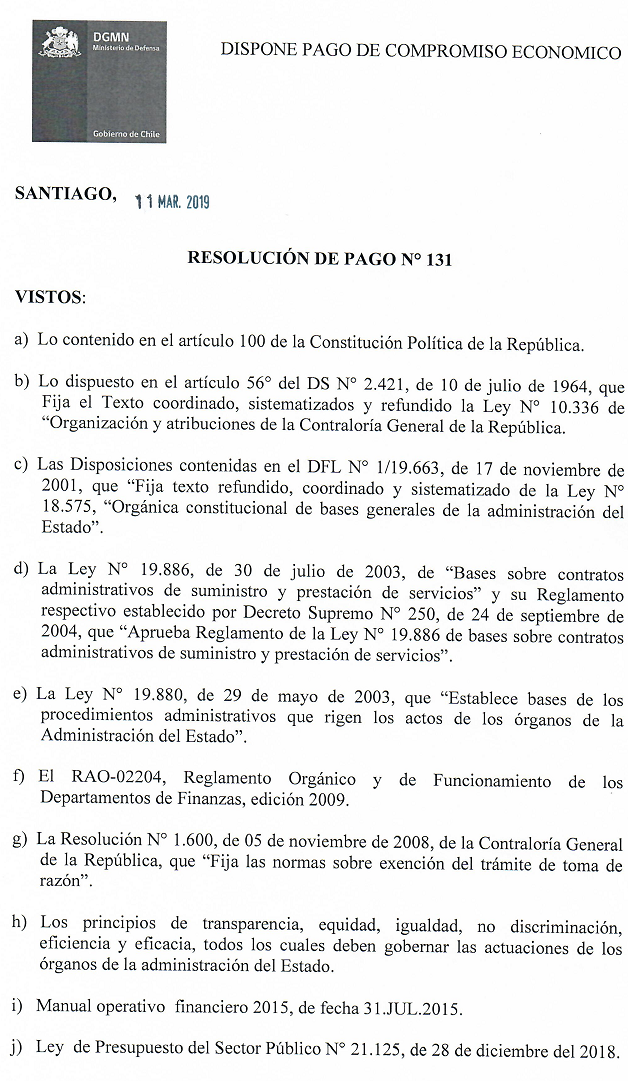 DGMN
Ministerio de Defensa
Gobierno de Chile
DISPONE PAGO DE COMPROMISO ECONOMICO
SANTIAGO, 11 MAR. 2019
RESOLUCIÓN DE PAGO N° 131
VISTOS:
a) Lo contenido en el artículo 100 de la Constitución Política de la República.
b) Lo dispuesto en el artículo 56° del DS N° 2.421, de 10 de julio de 1964, que
Fija el Texto coordinado, sistematizados y refundido la Ley N° 10.336 de
“Organización y atribuciones de la Contraloría General de la República.
c) Las Disposiciones contenidas en el DFL N° 1/19.663, de 17 de noviembre de
2001, que “Fija texto refundido, coordinado y sistematizado de la Ley N°
18.575, “Orgánica constitucional de bases generales de la administración del
Estado”.
d) La Ley N° 19.886, de 30 de julio de 2003, de “Bases sobre contratos
administrativos de suministro y prestación de servicios” y su Reglamento
respectivo establecido por Decreto Supremo N° 250, de 24 de septiembre de
2004, que “Aprueba Reglamento de la Ley N° 19.886 de bases sobre contratos
administrativos de suministro y prestación de servicios”.
e) La Ley N° 19.880, de 29 de mayo de 2003, que “Establece bases de los
procedimientos administrativos que rigen los actos de los órganos de la
Administración del Estado”.
f) El RAO-02204, Reglamento Orgánico y de Funcionamiento de los
Departamentos de Finanzas, edición 2009.
g) La Resolución N° 1.600, de 05 de noviembre de 2008, de la Contraloría General
de la República, que “Fija las normas sobre exención del trámite de toma de
razón”.
h) Los principios de transparencia, equidad, igualdad, no discriminación,
eficiencia y eficacia, todos los cuales deben gobernar las actuaciones de los
órganos de la administración del Estado.
i) Manual operativo financiero 2015, de fecha 31.JUL.2015.
j) Ley de Presupuesto del Sector Público N° 21.125, de 28 de diciembre del 2018.